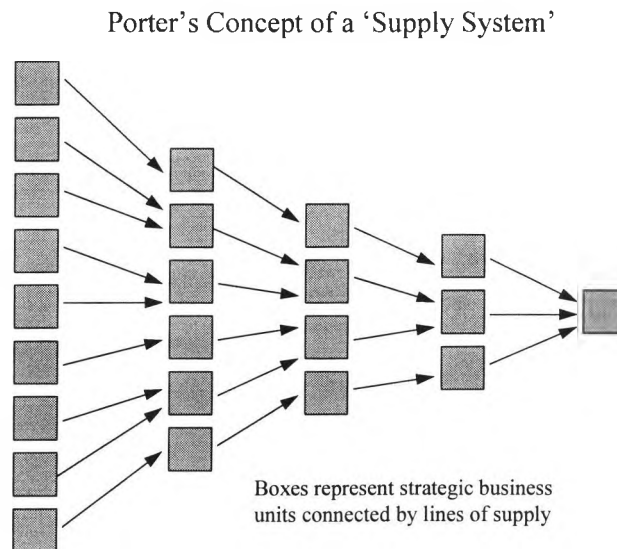 Porter's Concept of a 'Supply System'
Boxes represent strategic business
units connected by lines of supply